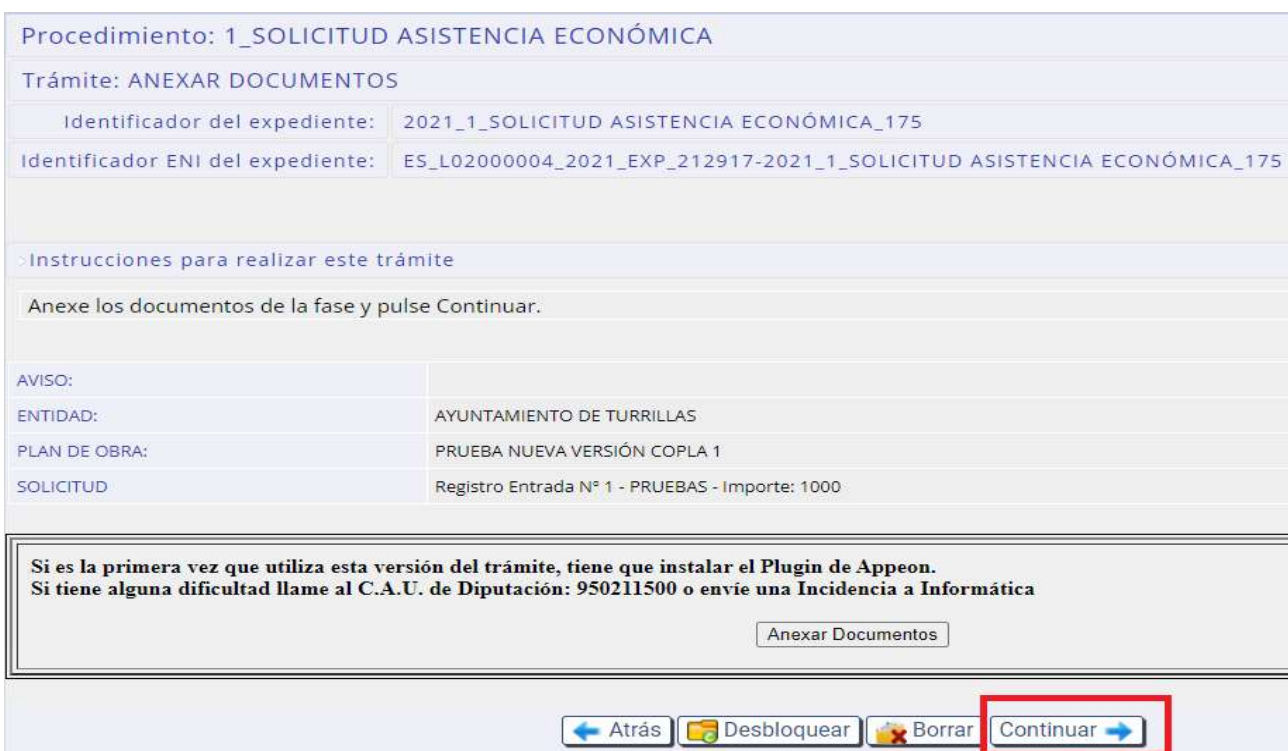 Procedimiento: 1_SOLICITUD ASISTENCIA ECONÓMICA
Trámite: ANEXAR DOCUMENTOS
Identificador del expediente: 2021_1_SOLICITUD ASISTENCIA ECONÓMICA_175
Identificador ENI del expediente: ES_L02000004_2021_EXP_212917-2021_1_SOLICITUD ASISTENCIA ECONÓMICA_175
Instrucciones para realizar este trámite
Anexe los documentos de la fase y pulse Continuar.
AVISO:
ENTIDAD: AYUNTAMIENTO DE TURRILLAS
PLAN DE OBRA: PRUEBA NUEVA VERSIÓN COPLA 1
SOLICITUD Registro Entrada Nº 1 - PRUEBAS - Importe: 1000
Si es la primera vez que utiliza esta versión del trámite, tiene que instalar el Plugin de Appeon.
Si tiene alguna dificultad llame al C.A.U. de Diputación: 950211500 o envíe una Incidencia a Informática
Anexar Documentos
Atrás Desbloquear Borrar Continuar